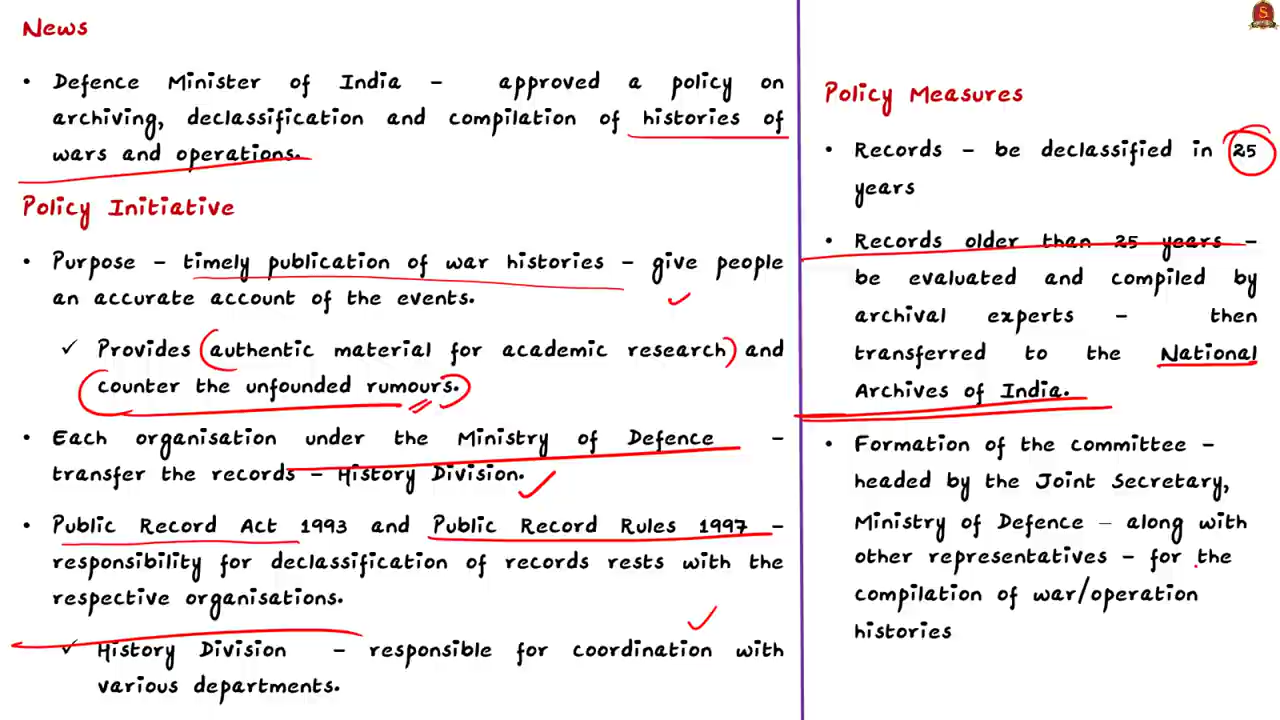 News
• Defence Minister of India – approved a policy on
archiving, declassification and compilation of histories of
wars and operations.
Policy Initiative
• Purpose – timely publication of war histories – give people
an accurate account of the events.
✓ Provides authentic material for academic research and
counter the unfounded rumours.
• Each organisation under the Ministry of Defence –
transfer the records – History Division.
• Public Record Act 1993 and Public Record Rules 1997 –
responsibility for declassification of records rests with the
respective organisations.
✓ History Division – responsible for coordination with
various departments.
Policy Measures
• Records – be declassified in 25
years
• Records older than 25 years –
be evaluated and compiled by
archival experts – then
transferred to the National
Archives of India.
• Formation of the committee –
headed by the Joint Secretary,
Ministry of Defence – along with
other representatives – for the
compilation of war/operation
histories